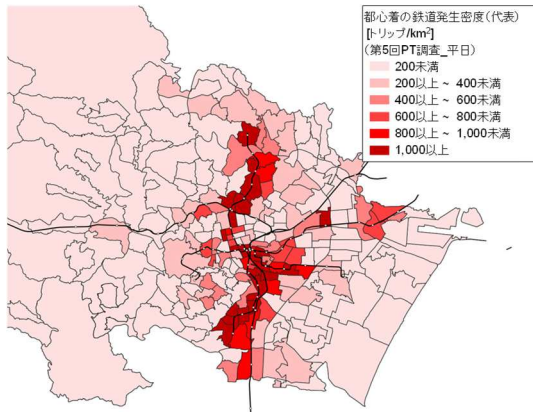 都心着の鉄道発生密度(代表)
[トリップ/km²]
(第5回PT調査_平日)
200未満
200以上 ~ 400未満
400以上 ~ 600未満
600以上 ~ 800未満
800以上 ~ 1,000未満
1,000以上